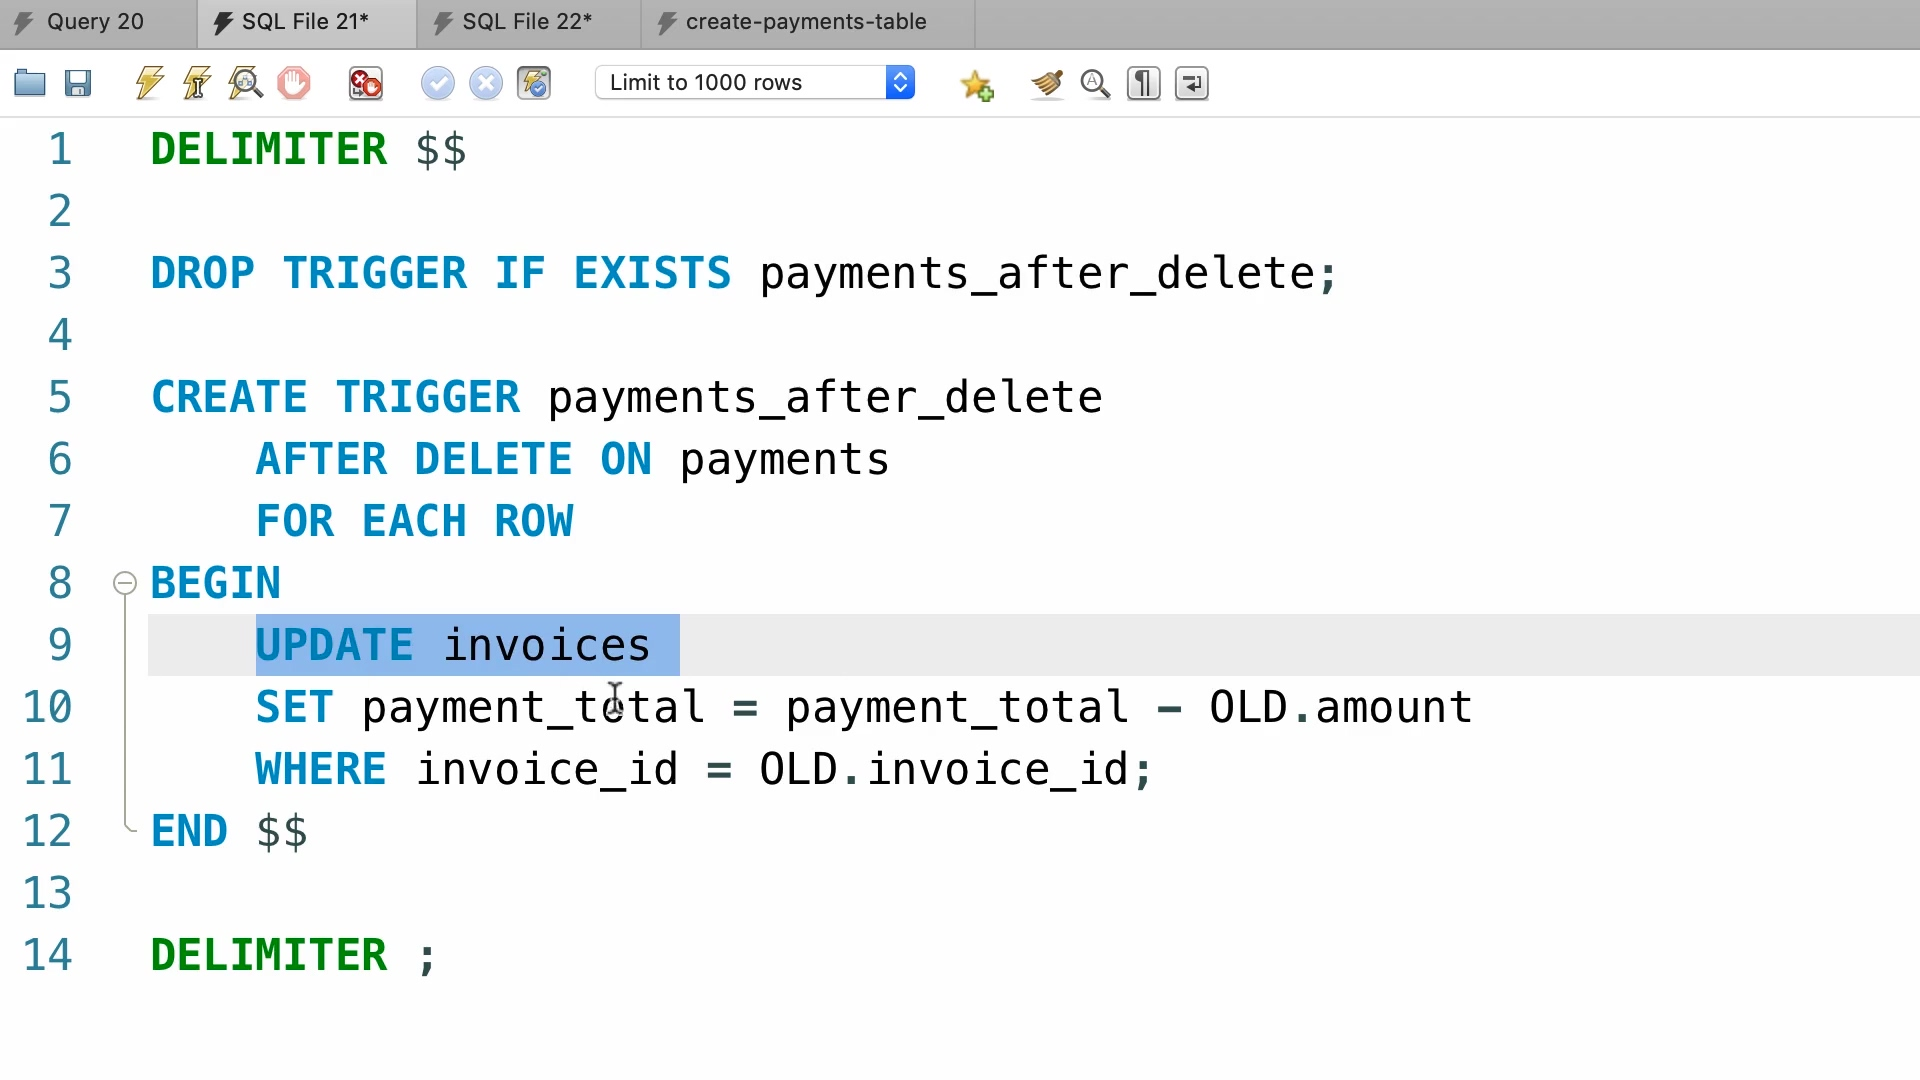 Query 20
SQL File 21*
SQL File 22*
create-payments-table
Limit to 1000 rows
1 DELIMITER $$
2
3 DROP TRIGGER IF EXISTS payments_after_delete;
4
5 CREATE TRIGGER payments_after_delete
6 AFTER DELETE ON payments
7 FOR EACH ROW
8 BEGIN
9 UPDATE invoices
10 SET payment_total = payment_total - OLD.amount
11 WHERE invoice_id = OLD.invoice_id;
12 END $$
13
14 DELIMITER ;